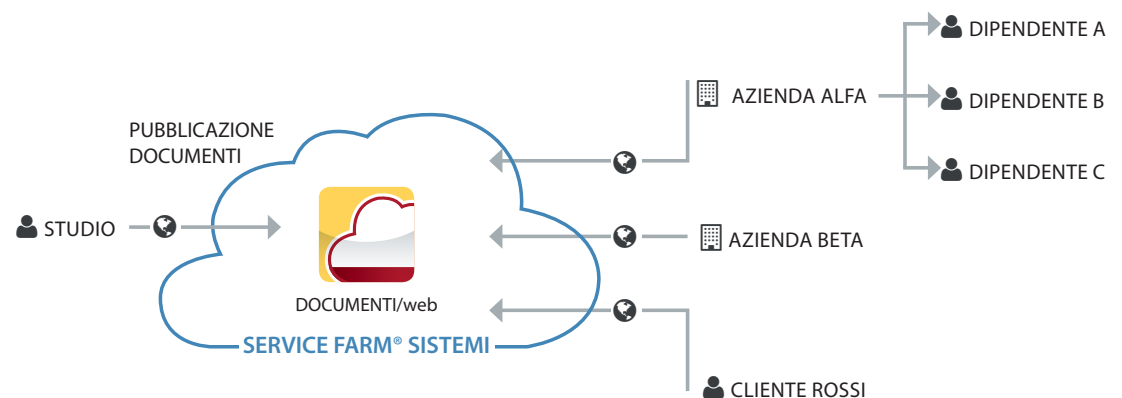 DIPENDENTE A
AZIENDA ALFA
DIPENDENTE B
PUBBLICAZIONE
DOCUMENTI
DIPENDENTE C
STUDIO
AZIENDA BETA
DOCUMENTI/web
SERVICE FARM® SISTEMI
CLIENTE ROSSI